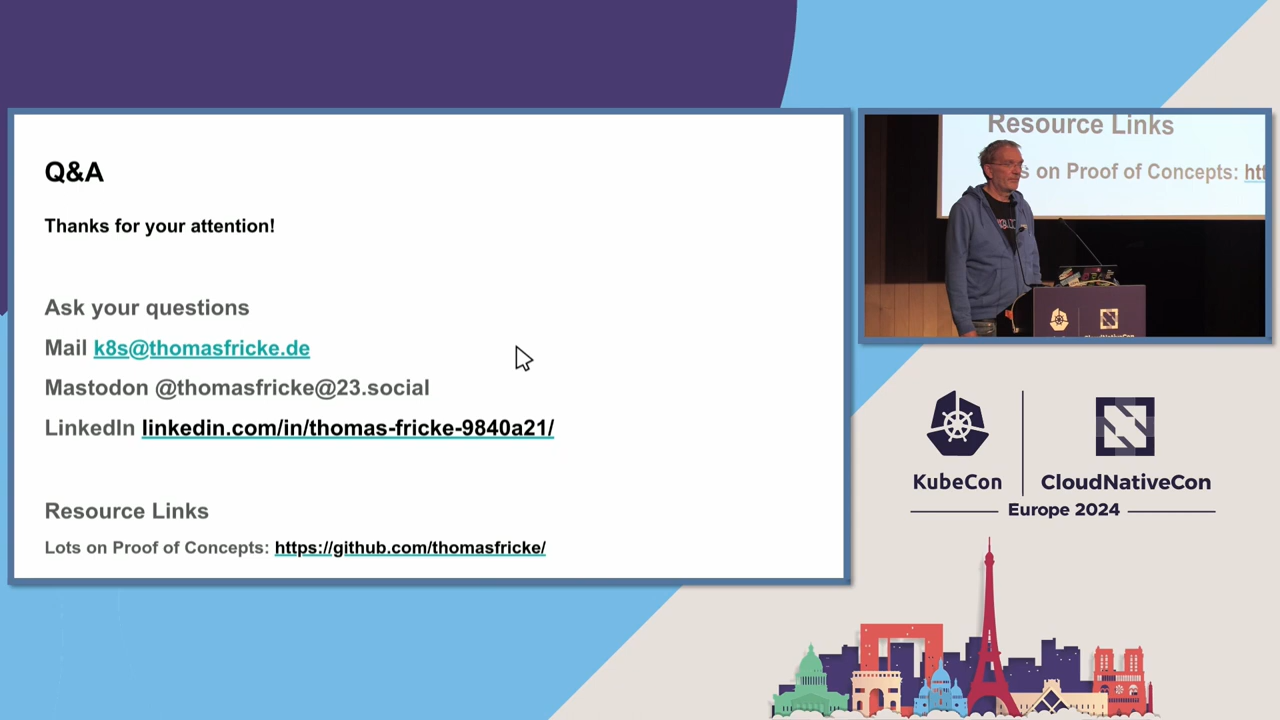 Q&A
Thanks for your attention!
Ask your questions
Mail k8s@thomasfricke.de
Mastodon @thomasfricke@23.social
LinkedIn linkedin.com/in/thomas-fricke-9840a21/
Resource Links
Lots on Proof of Concepts: https://github.com/thomasfricke/
Resource Links
s on Proof of Concepts: htt
KubeCon
CloudNativeCon
Europe 2024